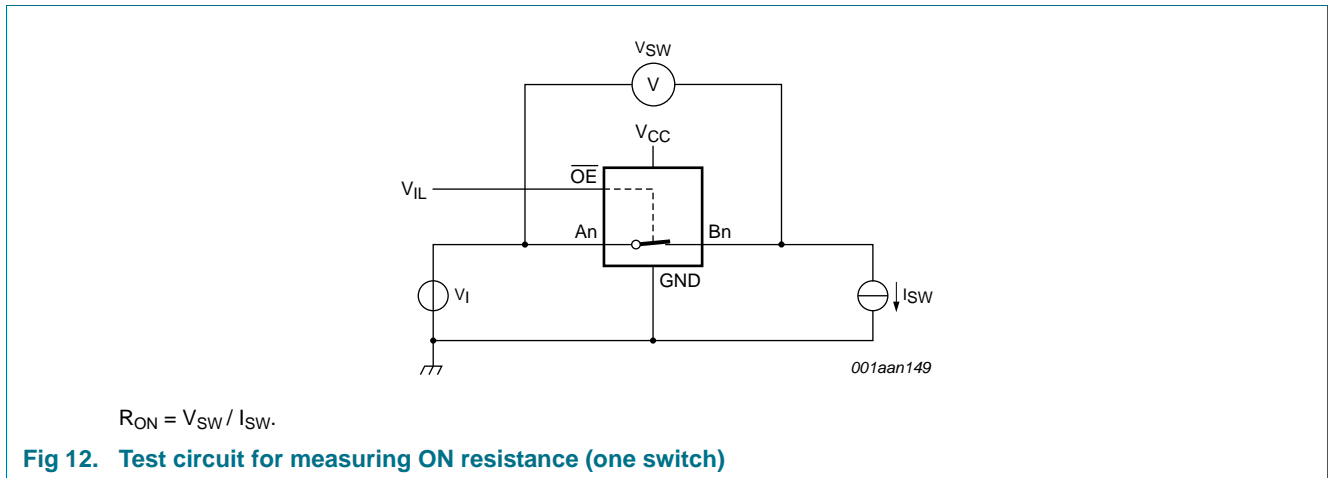 VSW
V
VCC
OE
VIL
An
Bn
GND
VI
ISW
001aan149
RON = VSW / ISW.
Fig 12. Test circuit for measuring ON resistance (one switch)